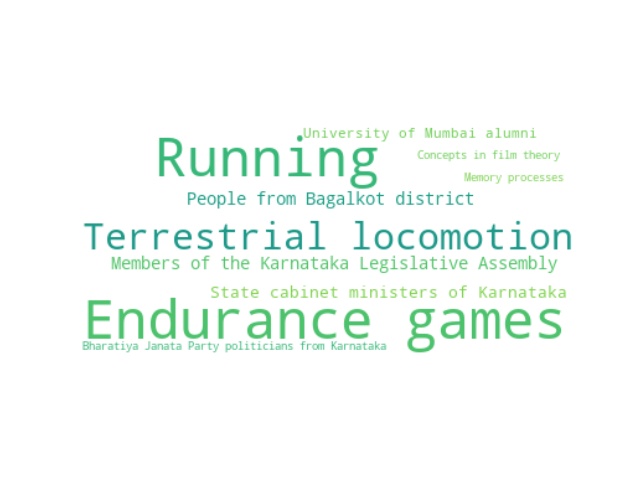 University of Mumbai alumni
Running
Concepts in film theory
Memory processes
People from Bagalkot district
Terrestrial locomotion
Members of the Karnataka Legislative Assembly
State cabinet ministers of Karnataka
Endurance games
Bharatiya Janata Party politicians from Karnataka